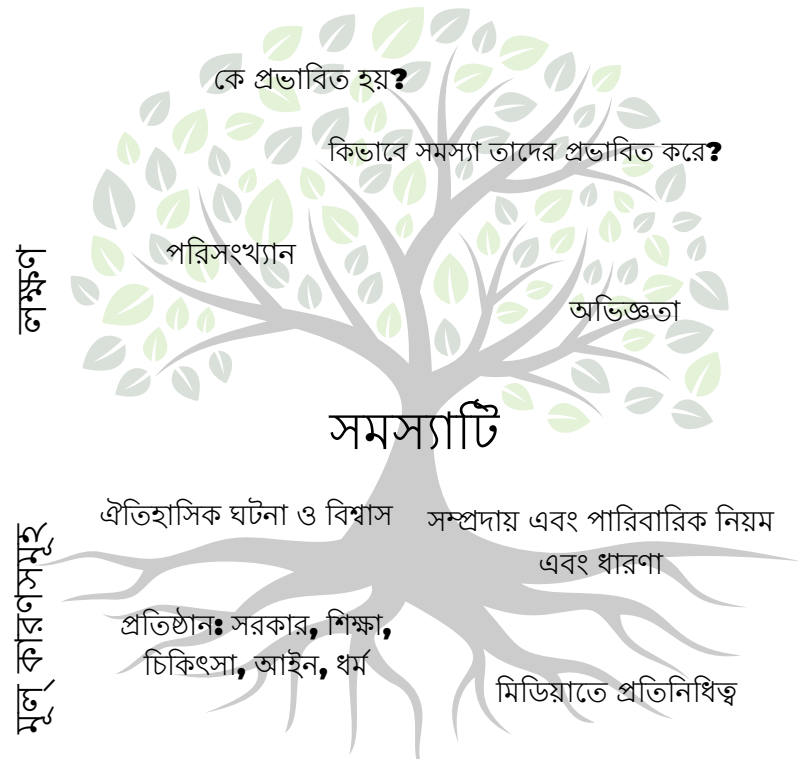 কে প্রভাবিত হয়?
কিভাবে সমস্যা তাদের প্রভাবিত করে?
লক্ষণ
পরিসংখ্যান
অভিজ্ঞতা
সমস্যাটি
মূল্ কারণসমূহ
ঐতিহাসিক ঘটনা ও বিশ্বাস
সম্প্রদায় এবং পারিবারিক নিয়ম
এবং ধারণা
প্রতিষ্ঠান: সরকার, শিক্ষা,
চিকিৎসা, আইন, ধর্ম
মিডিয়াতে প্রতিনিধিত্ব